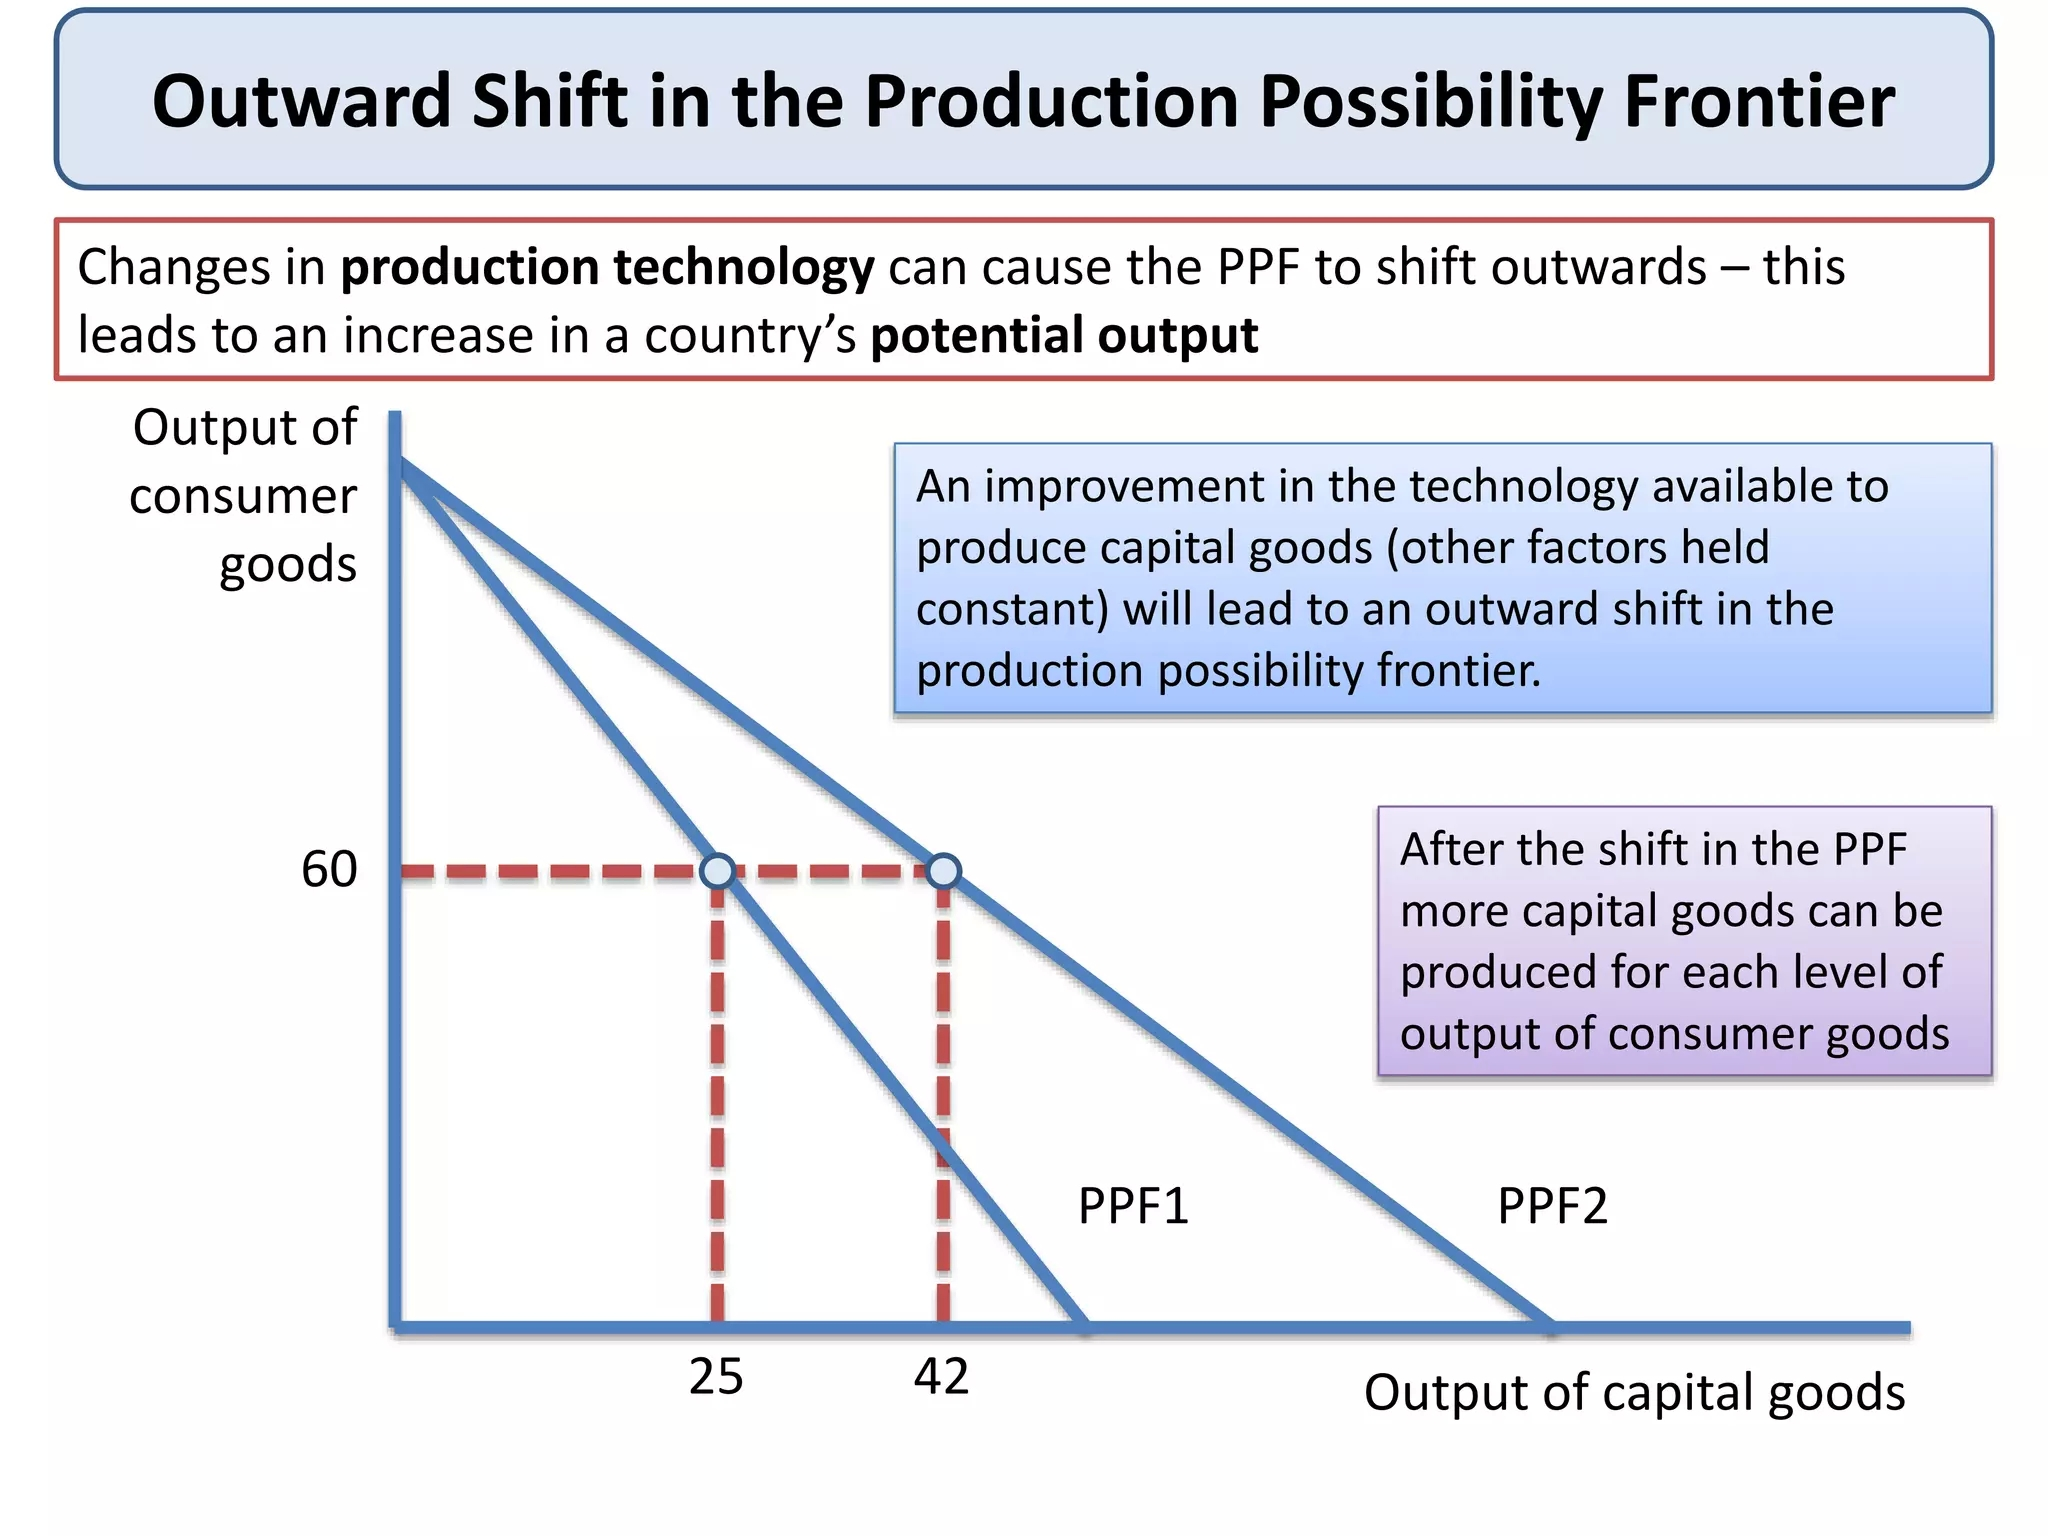 Outward Shift in the Production Possibility Frontier
Changes in production technology can cause the PPF to shift outwards – this
leads to an increase in a country’s potential output
Output of
consumer
goods
An improvement in the technology available to
produce capital goods (other factors held
constant) will lead to an outward shift in the
production possibility frontier.
After the shift in the PPF
more capital goods can be
produced for each level of
output of consumer goods
60
PPF1
PPF2
25
42
Output of capital goods